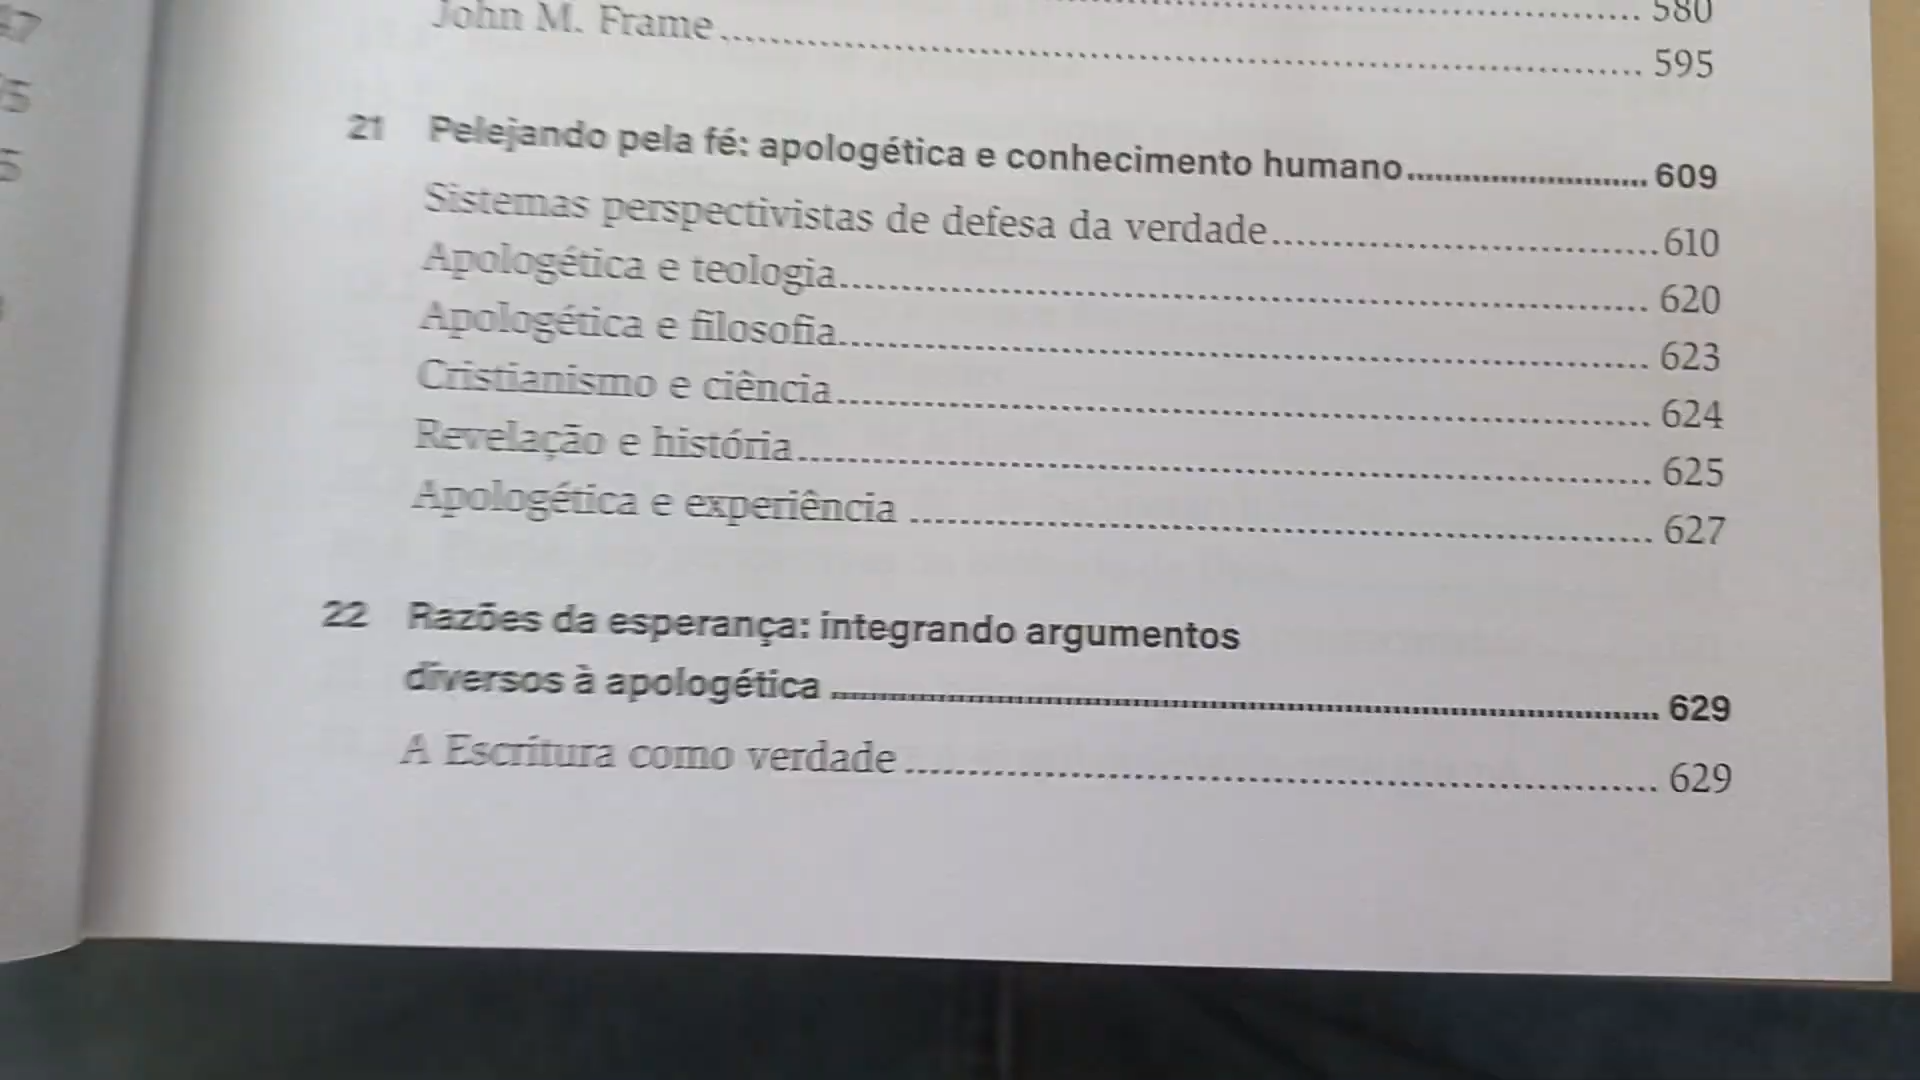 580
John M. Frame 595
21 Pelejando pela fé: apologética e conhecimento humano 609
Sistemas perspectivistas de defesa da verdade 610
Apologética e teologia 620
Apologética e filosofia 623
Cristianismo e ciência 624
Revelação e história 625
Apologética e experiência 627
22 Razões da esperança: integrando argumentos
diversos à apologética 629
A Escritura como verdade 629